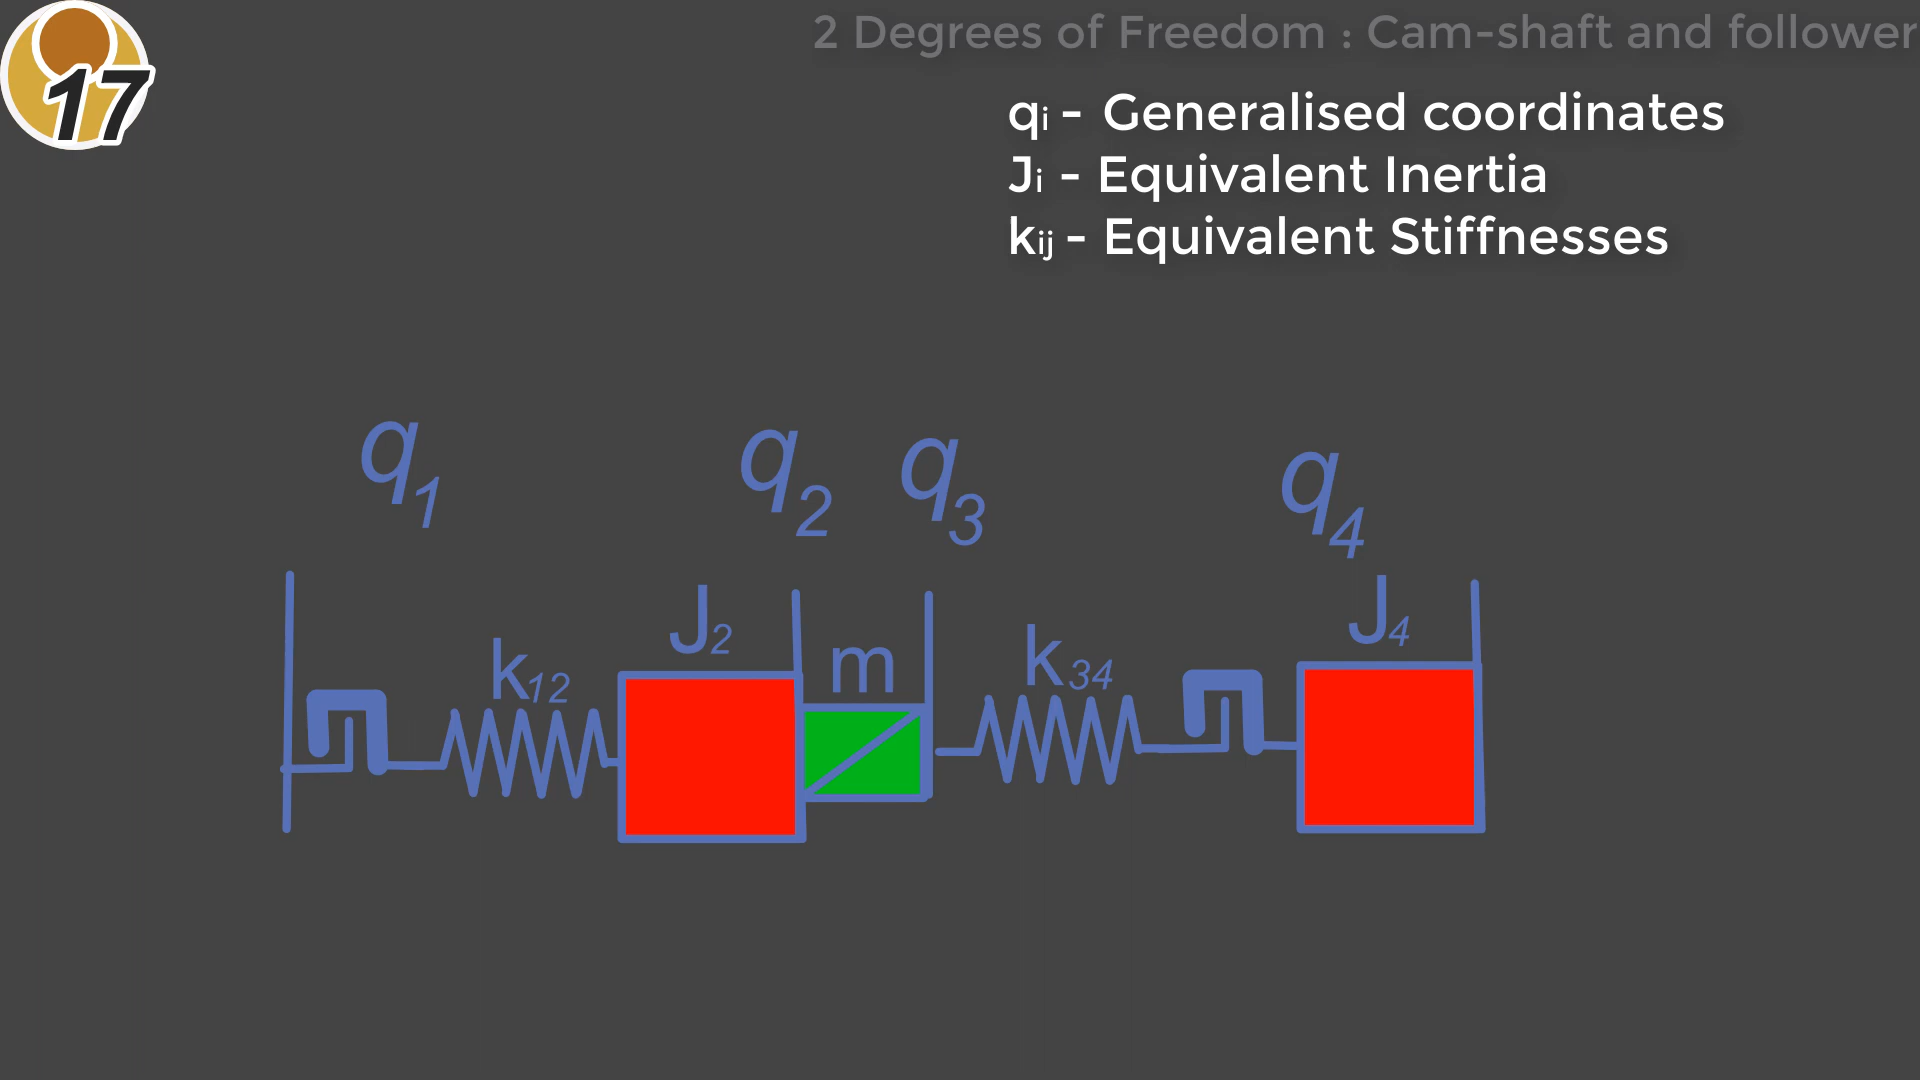 17
2 Degrees of Freedom : Cam-shaft and follower
qi - Generalised coordinates
Ji - Equivalent Inertia
kij - Equivalent Stiffnesses
q1 q2 q3 q4
J2 J4
k12 m k34